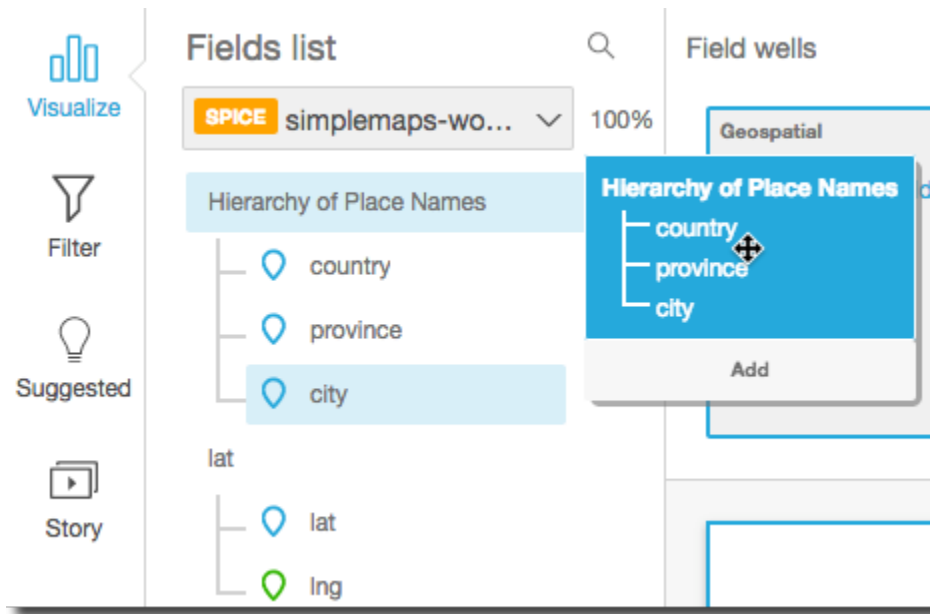 Visualize
Filter
Suggested
Story
Fields list
SPICE simplemaps-wo... 100%
Hierarchy of Place Names
country
province
city
lat
lat
lng
Field wells
Geospatial
Hierarchy of Place Names
country
province
city
Add